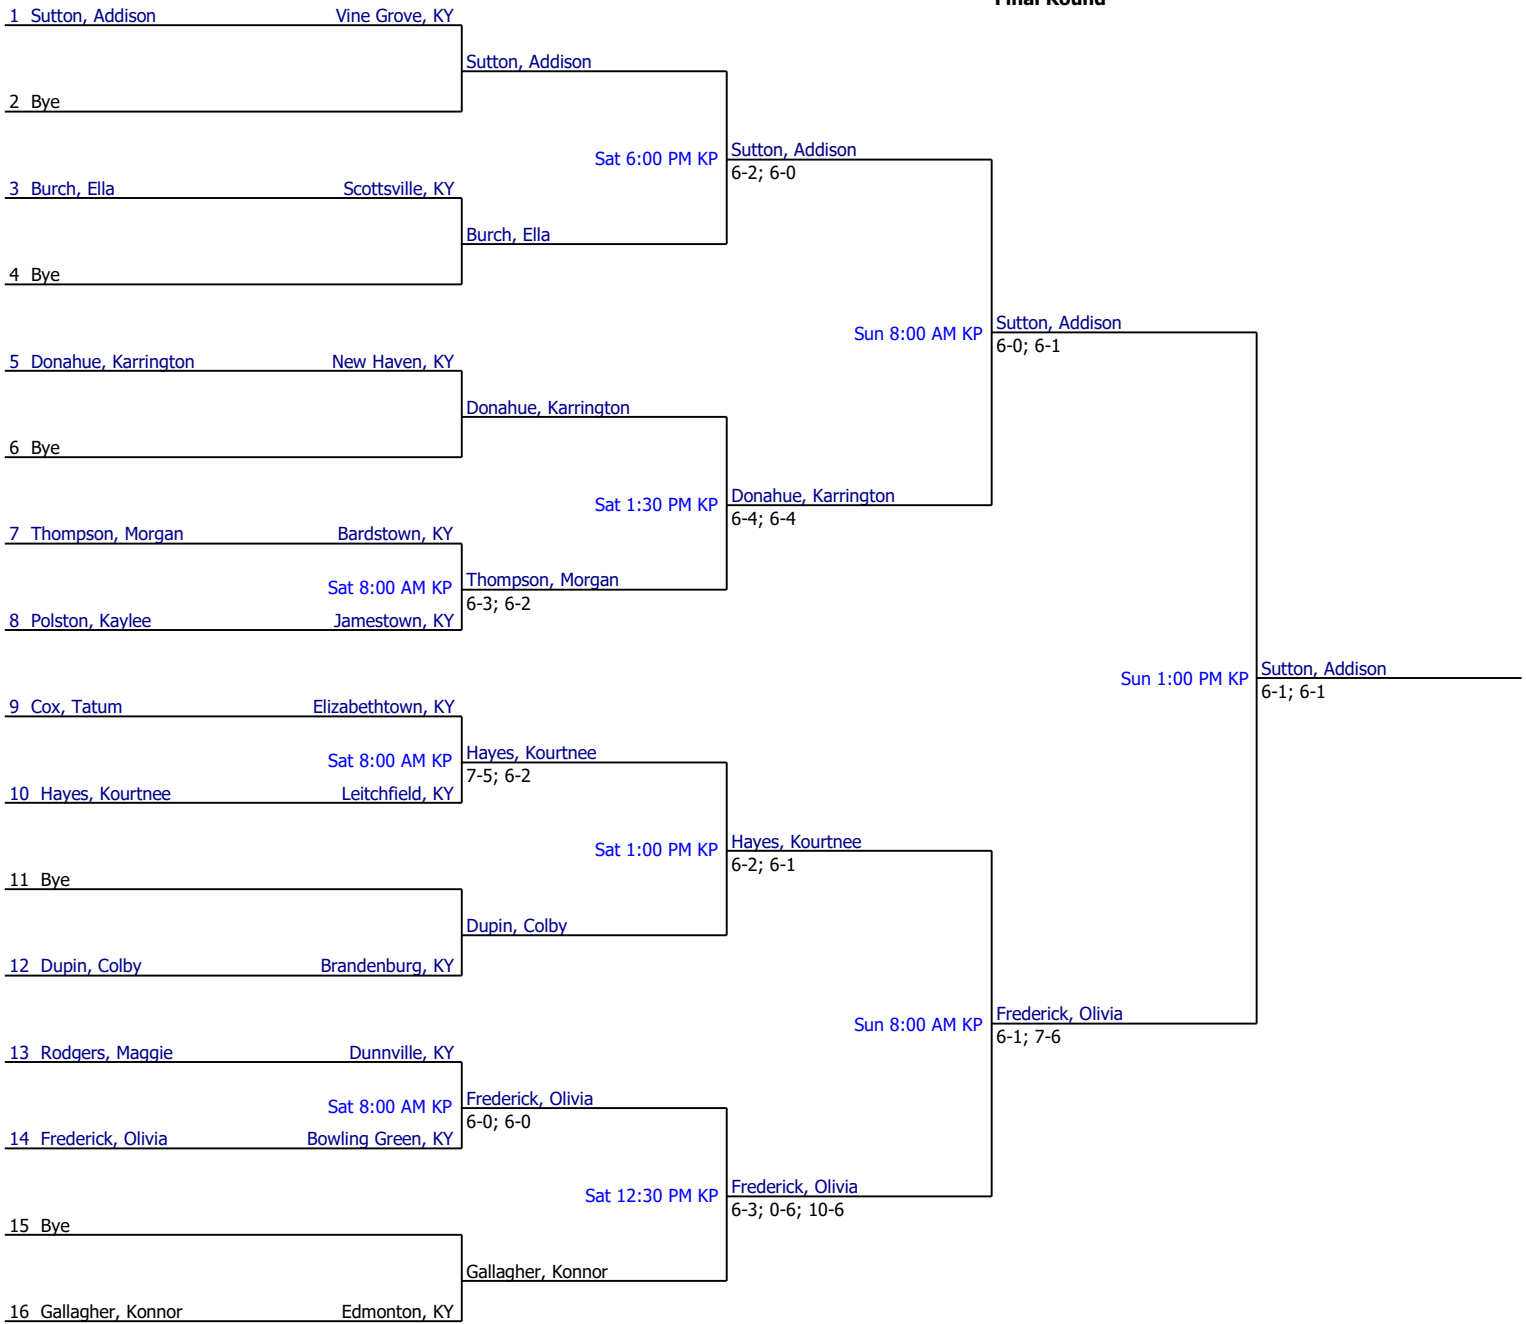 Final Round
1 Sutton, Addison Vine Grove, KY
Sutton, Addison
2 Bye
Sat 6:00 PM KP
Sutton, Addison
6-2; 6-0
3 Burch, Ella Scottsville, KY
Burch, Ella
4 Bye
Sun 8:00 AM KP
Sutton, Addison
6-0; 6-1
5 Donahue, Karrington New Haven, KY
Donahue, Karrington
6 Bye
Sat 1:30 PM KP
Donahue, Karrington
6-4; 6-4
7 Thompson, Morgan Bardstown, KY
Sat 8:00 AM KP
Thompson, Morgan
6-3; 6-2
8 Polston, Kaylee Jamestown, KY
Sun 1:00 PM KP
Sutton, Addison
6-1; 6-1
9 Cox, Tatum Elizabethtown, KY
Sat 8:00 AM KP
Hayes, Kourtnee
7-5; 6-2
10 Hayes, Kourtnee Leitchfield, KY
Sat 1:00 PM KP
Hayes, Kourtnee
6-2; 6-1
11 Bye
Dupin, Colby
12 Dupin, Colby Brandenburg, KY
Sun 8:00 AM KP
Frederick, Olivia
6-1; 7-6
13 Rodgers, Maggie Dunnville, KY
Sat 8:00 AM KP
Frederick, Olivia
6-0; 6-0
14 Frederick, Olivia Bowling Green, KY
Sat 12:30 PM KP
Frederick, Olivia
6-3; 0-6; 10-6
15 Bye
Gallagher, Konnor
16 Gallagher, Konnor Edmonton, KY